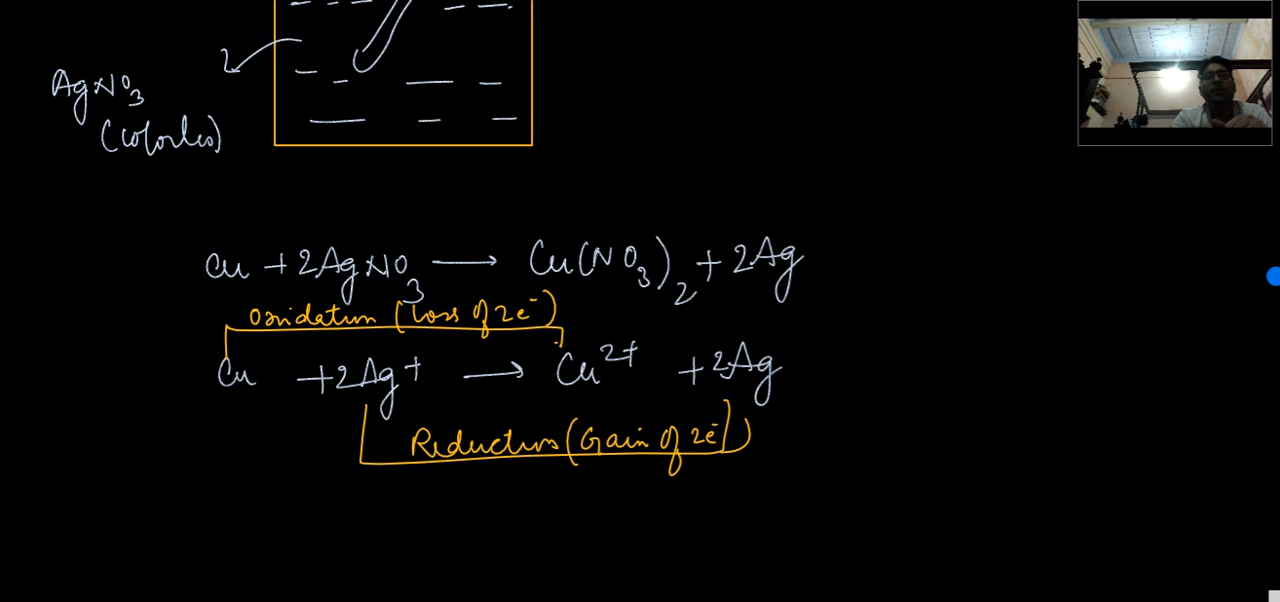 AgNO3
(colorless)
Cu + 2AgNO3 ⟶ Cu(NO3)2 + 2Ag
Oxidation (Loss of 2e⁻)
Cu + 2Ag+ ⟶ Cu2+ + 2Ag
Reduction (Gain of 2e⁻)